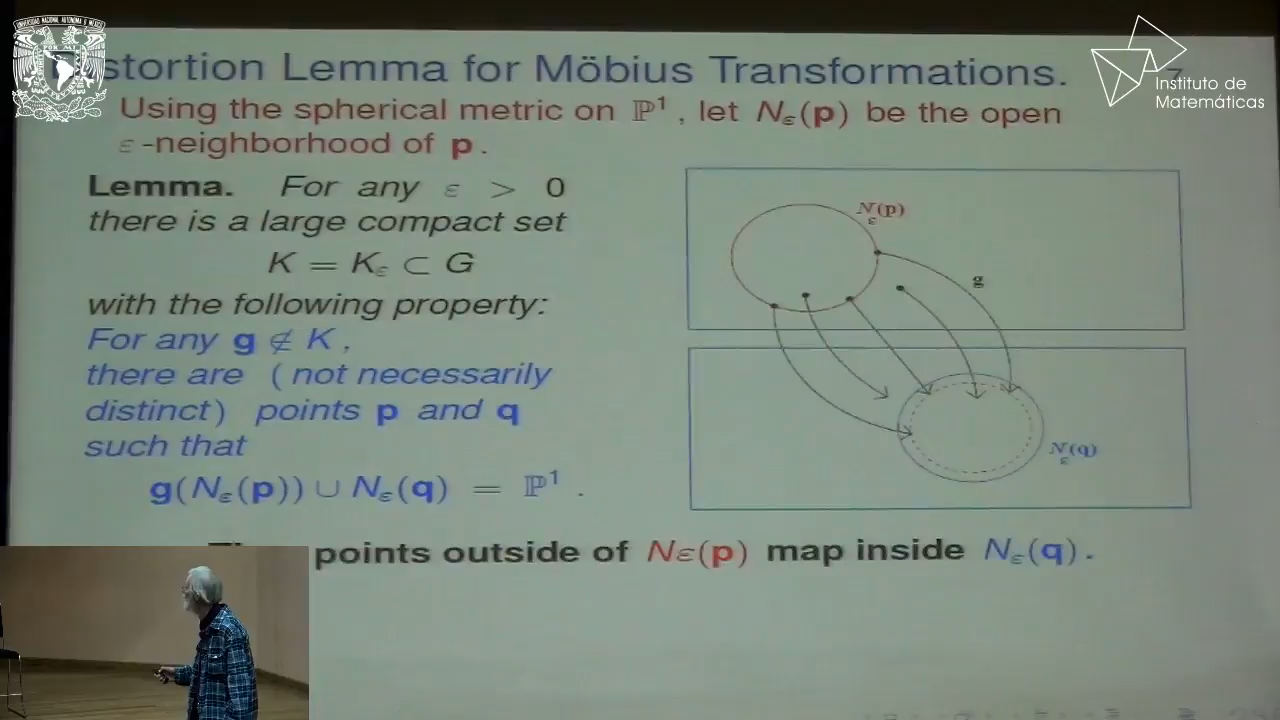 stortion Lemma for Möbius Transformations.
Using the spherical metric on ℙ¹, let Nε(p) be the open
ε-neighborhood of p.
Lemma. For any ε > 0
there is a large compact set
K = Kε ⊂ G
with the following property:
For any g ∉ K,
there are (not necessarily
distinct) points p and q
such that
g(Nε(p)) ∪ Nε(q) = ℙ¹.
points outside of Nε(p) map inside Nε(q).
Nε(p)
g
Nε(q)
Instituto de
Matemáticas